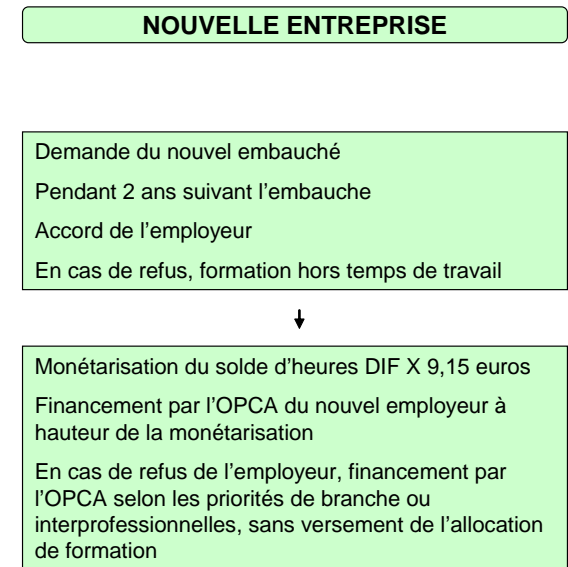 NOUVELLE ENTREPRISE
Demande du nouvel embauché
Pendant 2 ans suivant l'embauche
Accord de l'employeur
En cas de refus, formation hors temps de travail
Monétarisation du solde d'heures DIF X 9,15 euros
Financement par l'OPCA du nouvel employeur à
hauteur de la monétarisation
En cas de refus de l'employeur, financement par
l'OPCA selon les priorités de branche ou
interprofessionnelles, sans versement de l'allocation
de formation